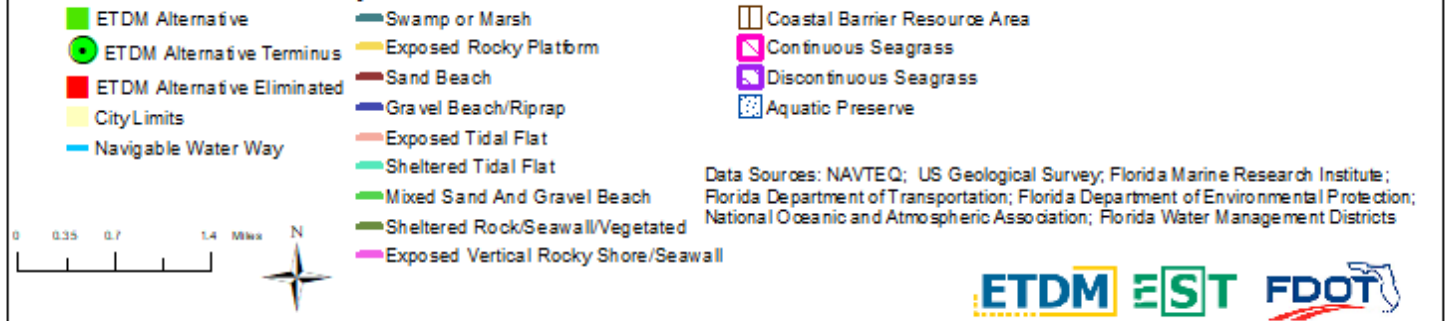 ETDM Alternative
ETDM Alternative Terminus
ETDM Alternative Eliminated
City Limits
Navigable Water Way
Swamp or Marsh
Exposed Rocky Platform
Sand Beach
Gravel Beach/Riprap
Exposed Tidal Flat
Sheltered Tidal Flat
Mixed Sand And Gravel Beach
Sheltered Rock/Seawall/Vegetated
Exposed Vertical Rocky Shore/Seawall
Coastal Barrier Resource Area
Continuous Seagrass
Discontinuous Seagrass
Aquatic Preserve
Data Sources: NAVTEQ; US Geological Survey; Florida Marine Research Institute;
Florida Department of Transportation; Florida Department of Environmental Protection;
National Oceanic and Atmospheric Association; Florida Water Management Districts
0 0.35 0.7 1.4 Miles
N
ETDM EST FDOT